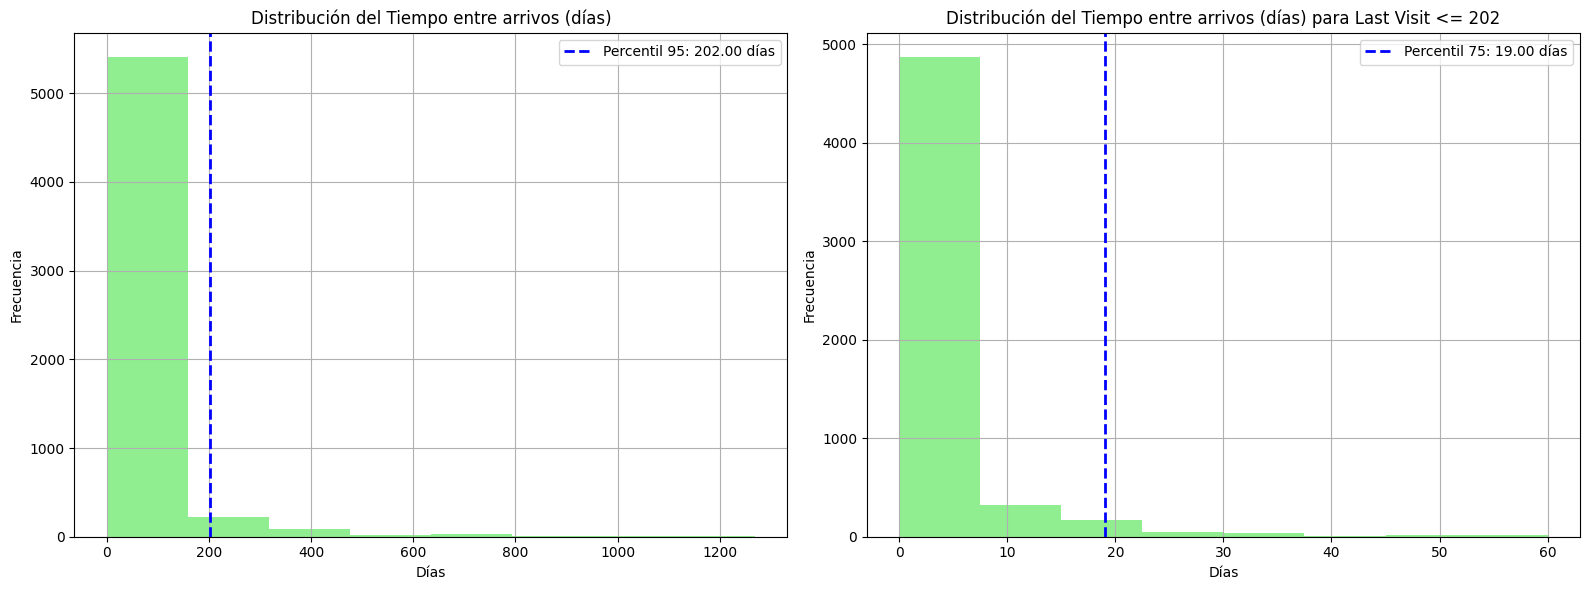 Distribución del Tiempo entre arrivos (días)
Percentil 95: 202.00 días
Frecuencia
5000
4000
3000
2000
1000
0
0 200 400 600 800 1000 1200
Días
Distribución del Tiempo entre arrivos (días) para Last Visit <= 202
Percentil 75: 19.00 días
Frecuencia
5000
4000
3000
2000
1000
0
0 10 20 30 40 50 60
Días